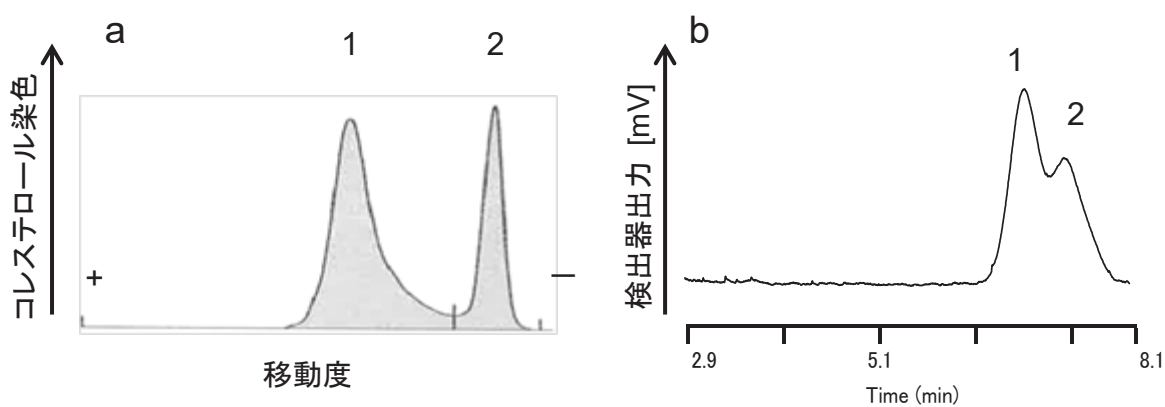 a
1 2
コレステロール染色
+ —
移動度
b
1
2
検出器出力 [mV]
2.9 5.1 8.1
Time (min)